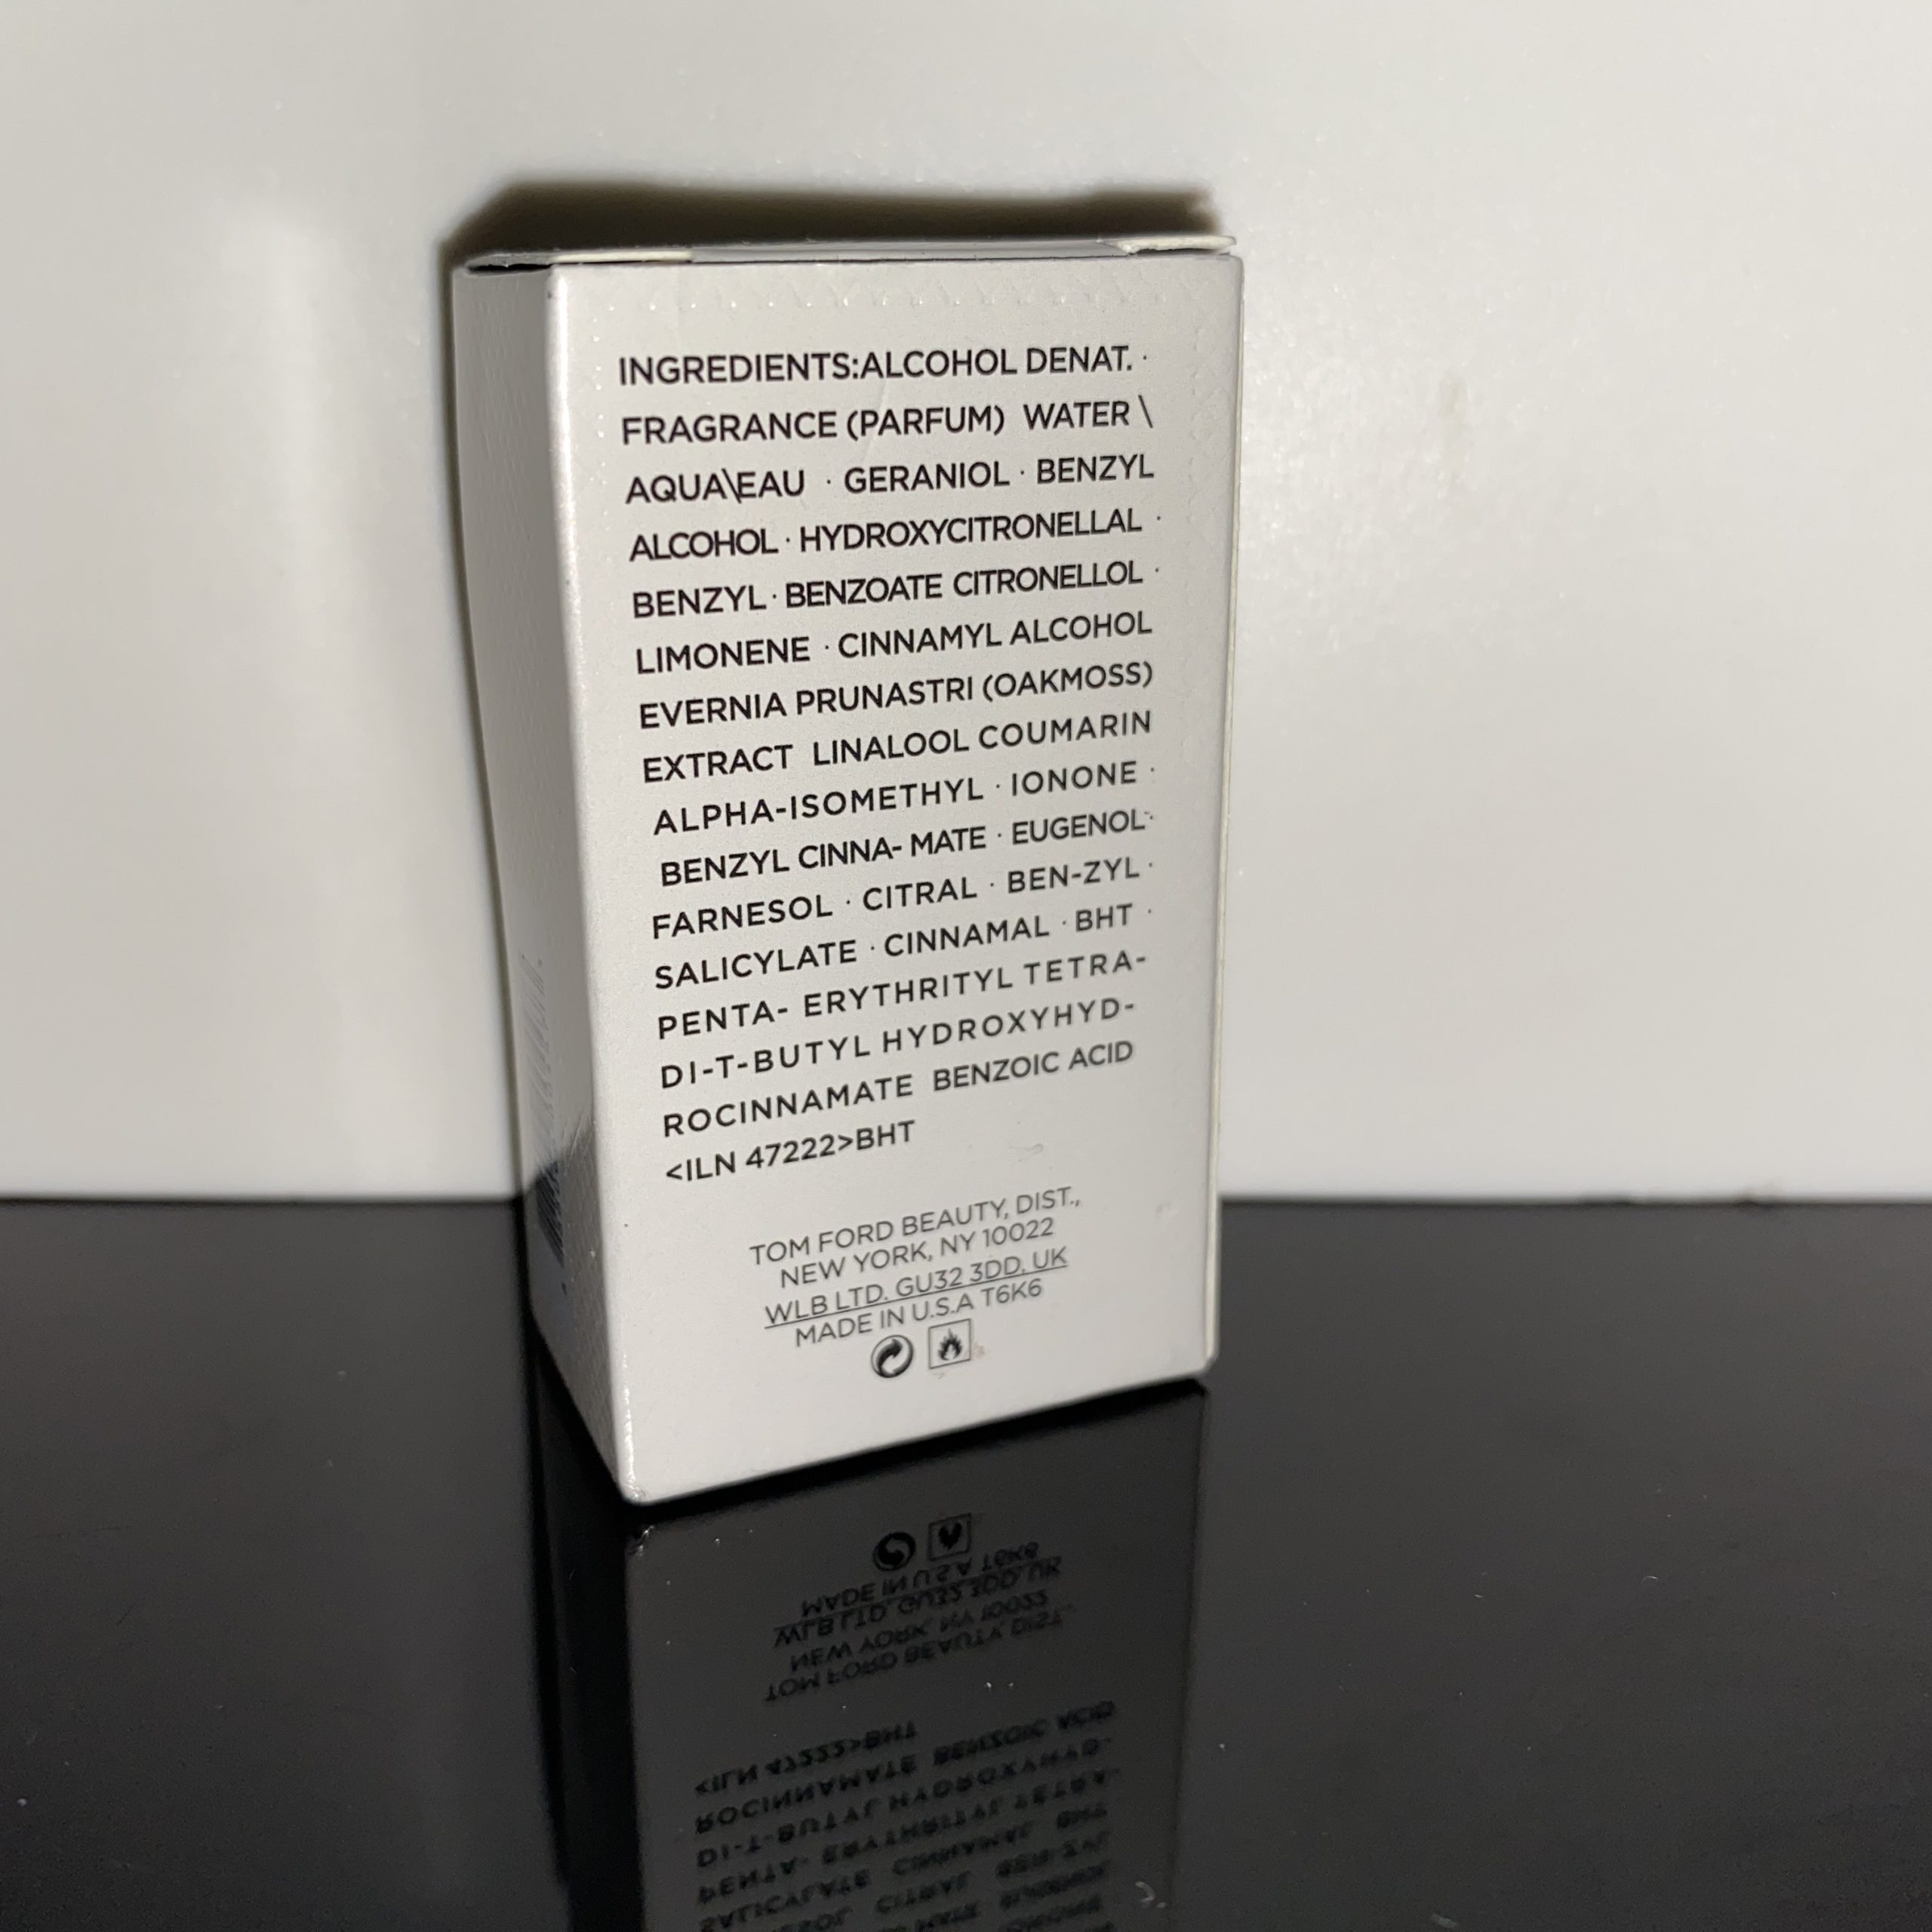 INGREDIENTS:ALCOHOL DENAT. ·
FRAGRANCE (PARFUM) WATER \
AQUA\EAU · GERANIOL · BENZYL
ALCOHOL · HYDROXYCITRONELLAL ·
BENZYL · BENZOATE CITRONELLOL ·
LIMONENE · CINNAMYL ALCOHOL
EVERNIA PRUNASTRI (OAKMOSS)
EXTRACT LINALOOL COUMARIN
ALPHA-ISOMETHYL · IONONE ·
BENZYL CINNA- MATE · EUGENOL·
FARNESOL · CITRAL · BEN-ZYL ·
SALICYLATE · CINNAMAL · BHT ·
PENTA- ERYTHRITYL TETRA-
DI-T-BUTYL HYDROXYHYD-
ROCINNAMATE BENZOIC ACID
<ILN 47222>BHT
TOM FORD BEAUTY, DIST.,
NEW YORK, NY 10022
WLB LTD. GU32 3DD, UK
MADE IN U.S.A T6K6